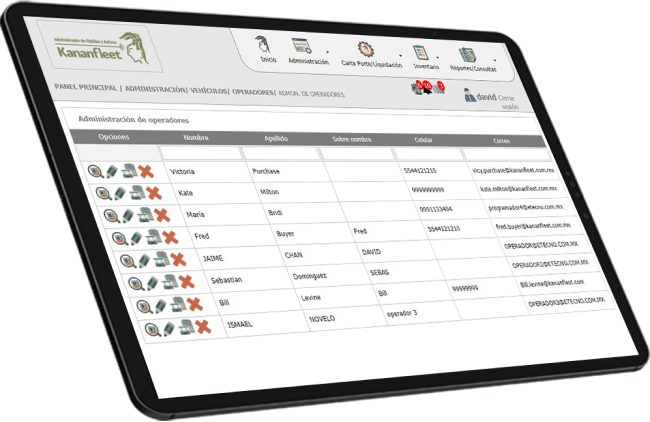 Administrador de Flotillas y Activos
KananFleet
Inicio
Administración
Carta Porte/Liquidación
Inventario
Reportes/Consultas
PANEL PRINCIPAL / ADMINISTRACIÓN/ VEHÍCULOS/ OPERADORES/ ADMON. DE OPERADORES
10
3
david Cerrar
sesión
Administración de operadores
Opciones Nombre Apellido Sobre nombre Celular Correo
Victoria Purchase 5544121210 vicy.purchase@kananfleet.com.mx
Kate Milton 9999999999 kate.milton@kananfleet.com.mx
María Bridi 9991133404 programador4@etecno.com.mx
Fred Buyer Fred 5544121210 fred.buyer@kananfleet.com.mx
JAIME CHAN DAVID OPERADOR2@ETECNO.COM.MX
Sebastian Dominguez SEBAS OPERADOR2@ETECNO.COM.MX
Bill Levine Bill 99999999 Bill.levine@kananfleet.com
ISMAEL NOVELO operador 3 OPERADOR3@ETECNO.COM.MX